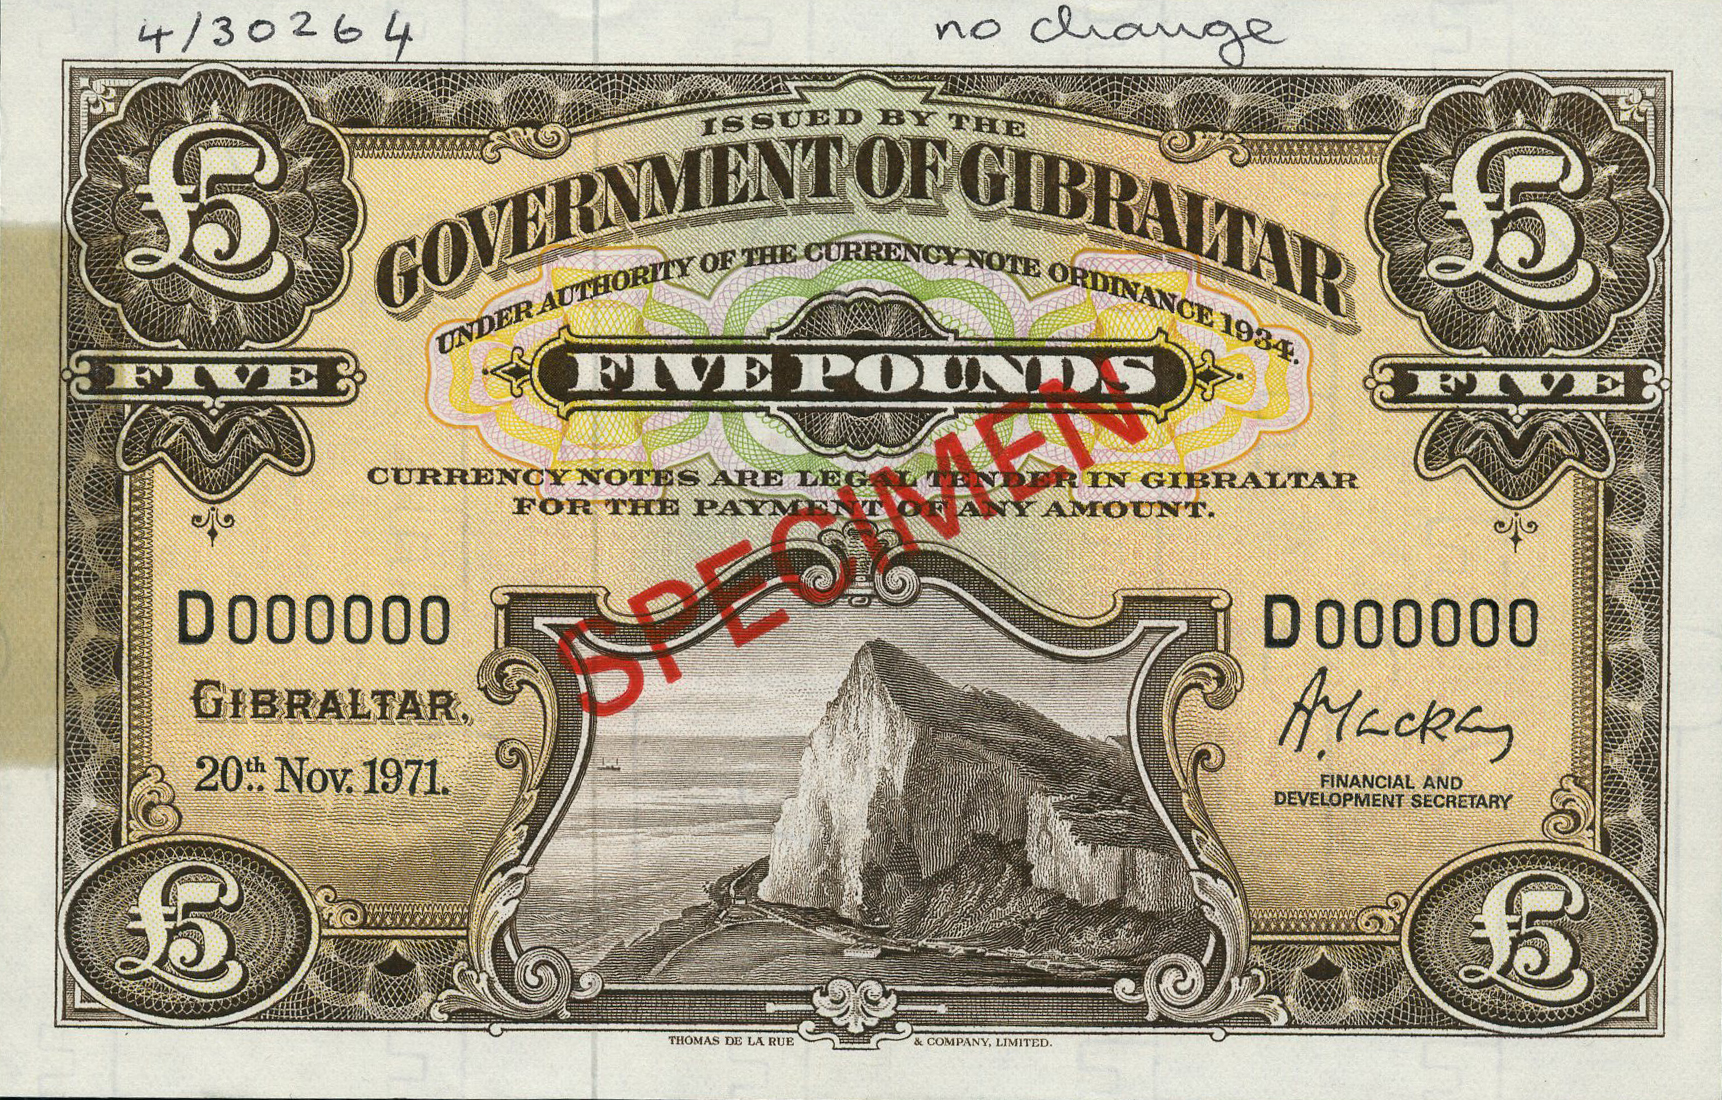 4/30264
no change
£5
£5
ISSUED BY THE
GOVERNMENT OF GIBRALTAR
UNDER AUTHORITY OF THE CURRENCY NOTE ORDINANCE 1934.
FIVE
FIVE POUNDS
FIVE
CURRENCY NOTES ARE LEGAL TENDER IN GIBRALTAR
FOR THE PAYMENT OF ANY AMOUNT.
SPECIMEN
D000000
D000000
GIBRALTAR,
20th. Nov. 1971.
A. Mackay
FINANCIAL AND
DEVELOPMENT SECRETARY
£5
£5
THOMAS DE LA RUE & COMPANY, LIMITED.